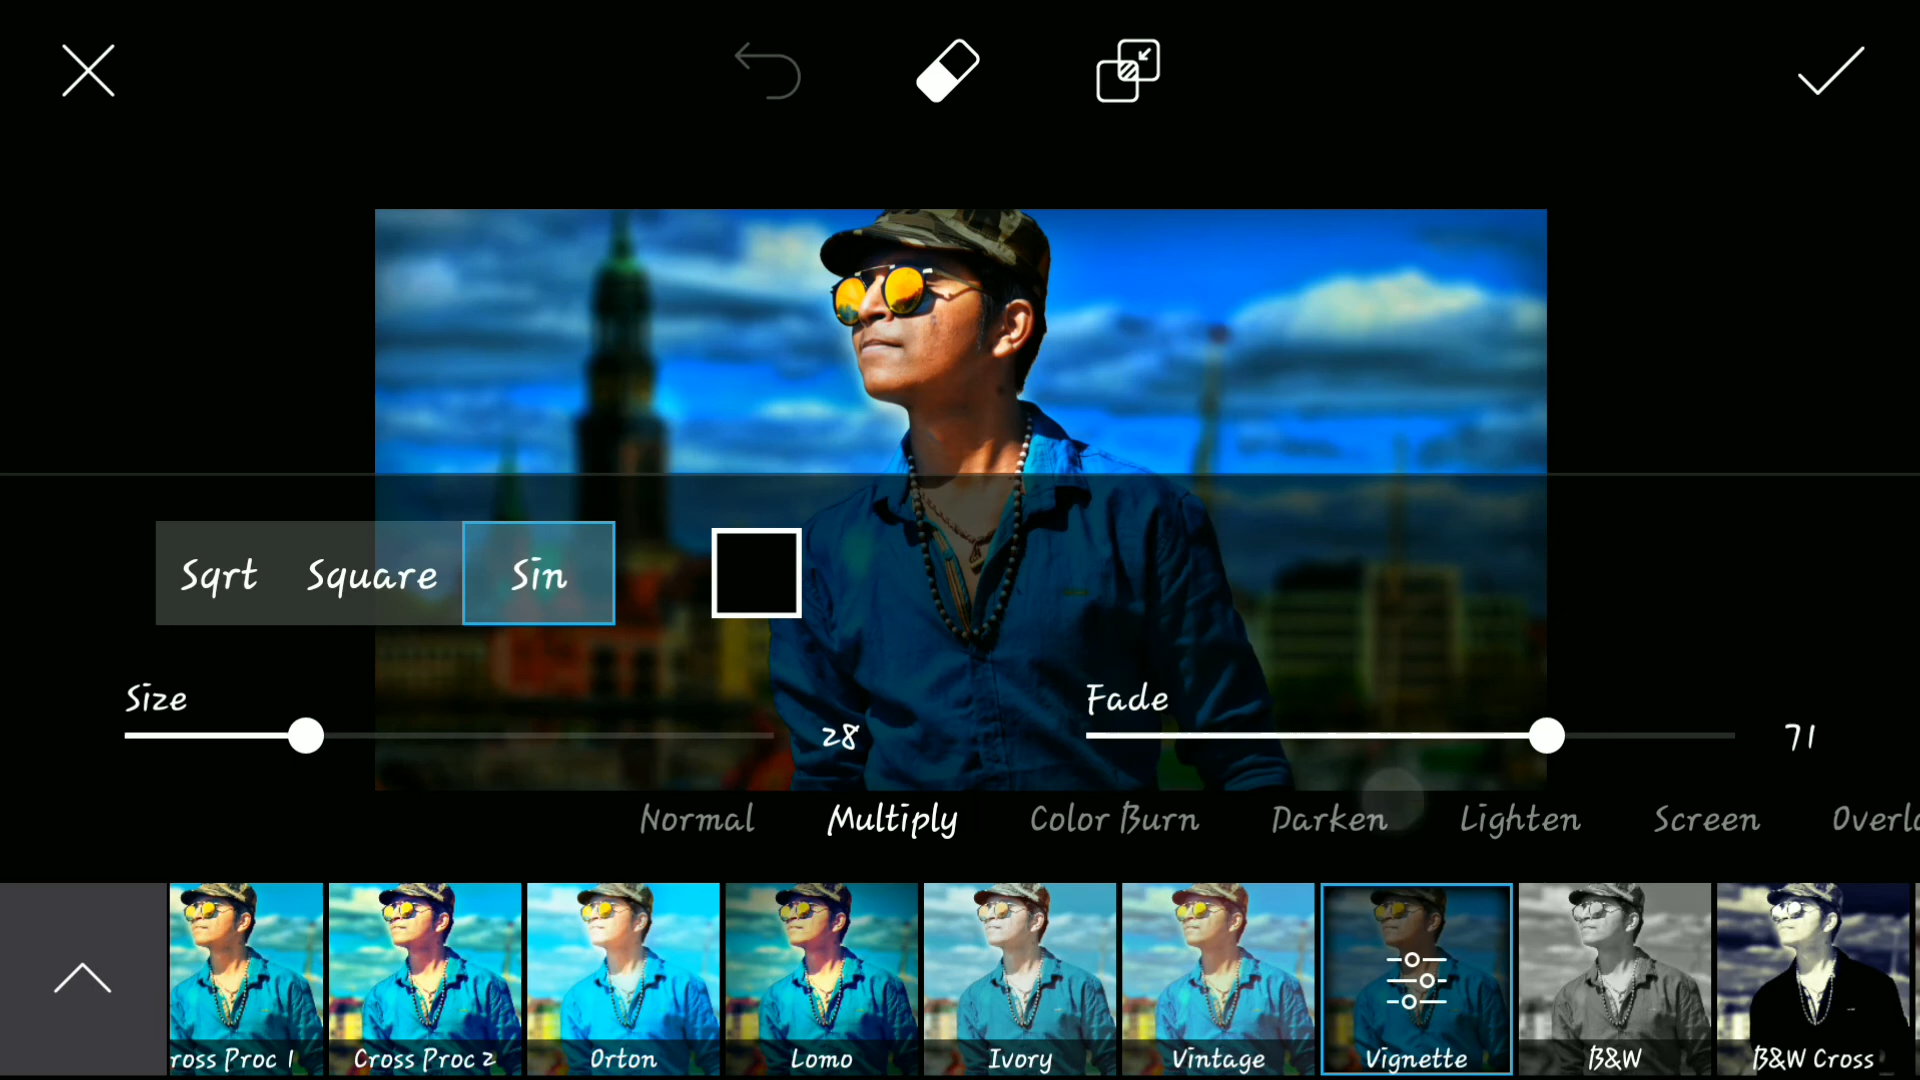 Sqrt Square Sin
Size
28
Fade
71
Normal Multiply Color Burn Darken Lighten Screen Overlo
ross Proc 1 Cross Proc 2 Orton Lomo Ivory Vintage Vignette B&W B&W Cross